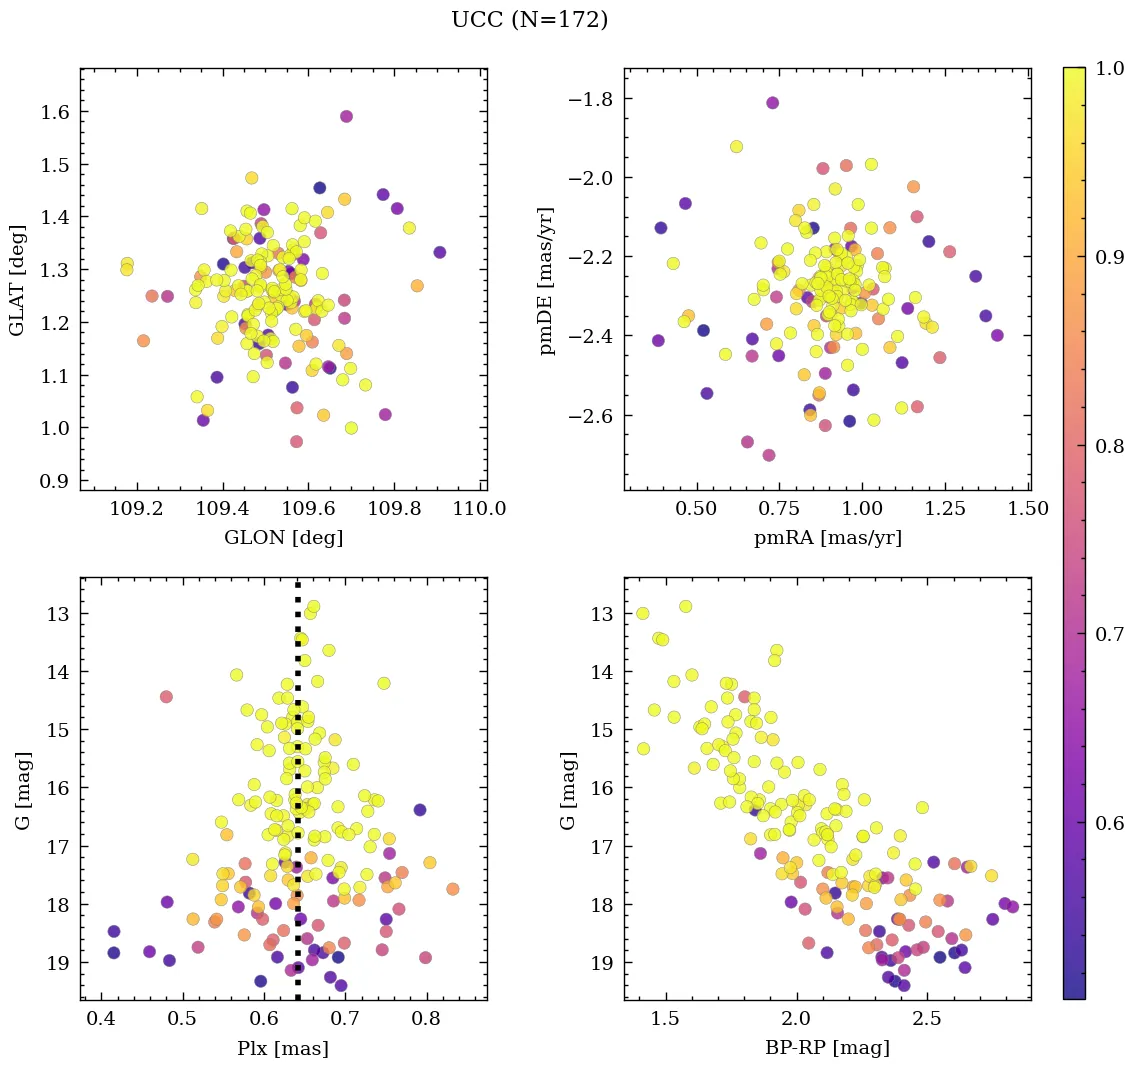 UCC (N=172)
1.6
1.5
1.4
1.3
1.2
1.1
1.0
0.9
GLAT [deg]
109.2 109.4 109.6 109.8 110.0
GLON [deg]
−1.8
−2.0
−2.2
−2.4
−2.6
pmDE [mas/yr]
0.50 0.75 1.00 1.25 1.50
pmRA [mas/yr]
1.0
0.9
0.8
0.7
0.6
13
14
15
16
17
18
19
G [mag]
0.4 0.5 0.6 0.7 0.8
Plx [mas]
13
14
15
16
17
18
19
G [mag]
1.5 2.0 2.5
BP-RP [mag]